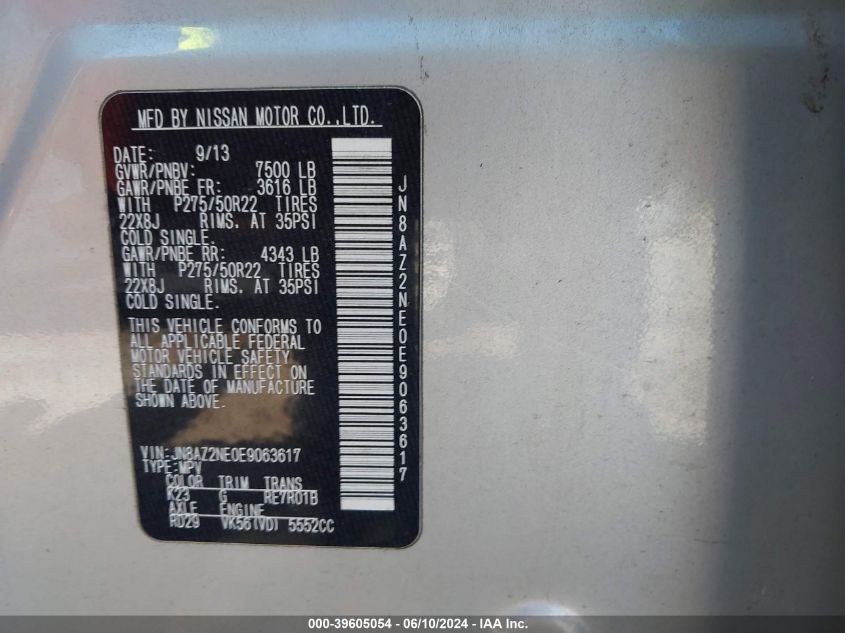 MFD BY NISSAN MOTOR CO.,LTD.
DATE: 9/13
GVWR/PNBV: 7500 LB
GAWR/PNBE FR: 3616 LB
WITH P275/50R22 TIRES
22X8J RIMS. AT 35PSI
COLD SINGLE.
GAWR/PNBE RR: 4343 LB
WITH P275/50R22 TIRES
22X8J RIMS. AT 35PSI
COLD SINGLE.
THIS VEHICLE CONFORMS TO
ALL APPLICABLE FEDERAL
MOTOR VEHICLE SAFETY
STANDARDS IN EFFECT ON
THE DATE OF MANUFACTURE
SHOWN ABOVE.
VIN:JN8AZ2NE0E9063617
TYPE:MPV
COLOR TRIM TRANS
K23 G RE7R01B
AXLE ENGINE
RD29 VK56(VD) 5552CC
JN8AZ2NE0E9063617
000-39605054 - 06/10/2024 - IAA Inc.